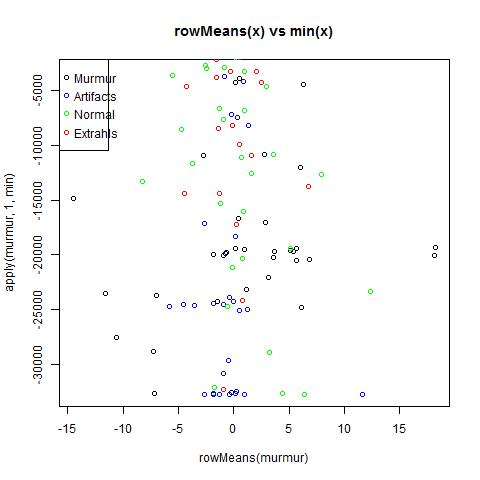 rowMeans(x) vs min(x)
Murmur
Artifacts
Normal
Extrahls
apply(murmur, 1, min)
-5000
-10000
-15000
-20000
-25000
-30000
-15 -10 -5 0 5 10 15
rowMeans(murmur)